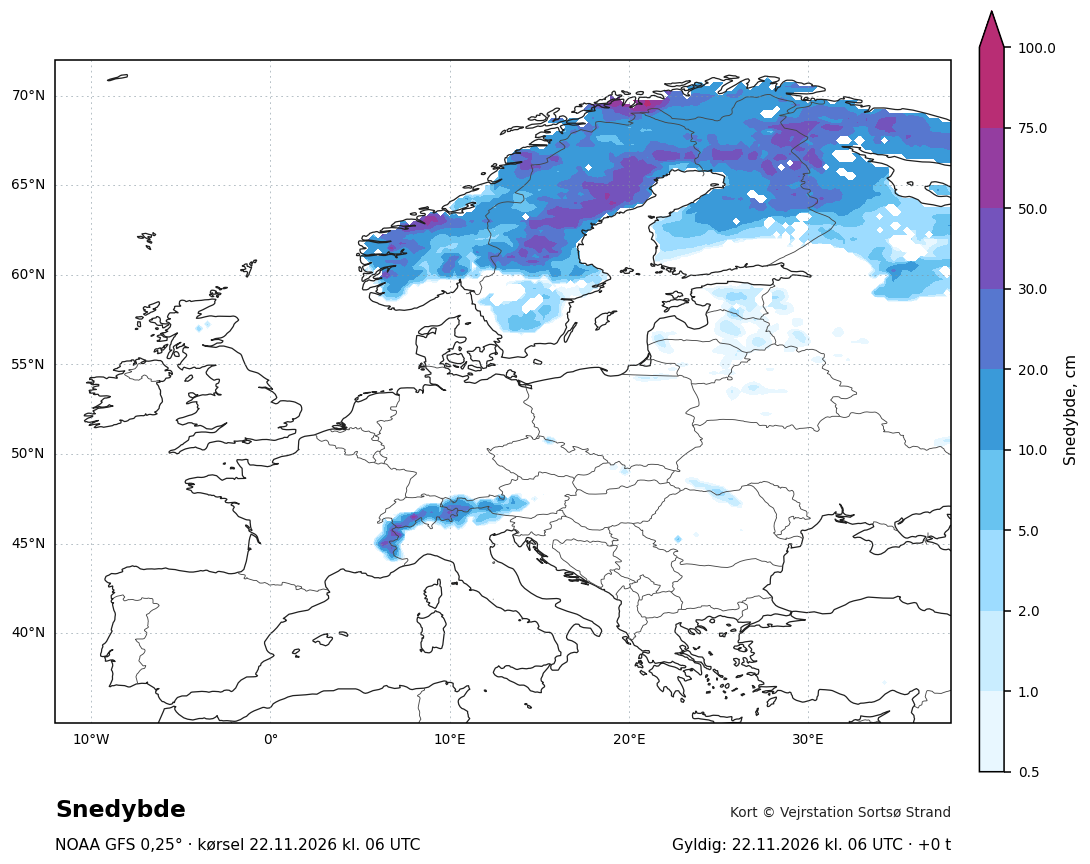 70°N
65°N
60°N
55°N
50°N
45°N
40°N
10°W
0°
10°E
20°E
30°E
100.0
75.0
50.0
30.0
20.0
10.0
5.0
2.0
1.0
0.5
Snedybde, cm
Snedybde
Kort © Vejrstation Sortsø Strand
NOAA GFS 0,25° · kørsel 22.11.2026 kl. 06 UTC
Gyldig: 22.11.2026 kl. 06 UTC · +0 t